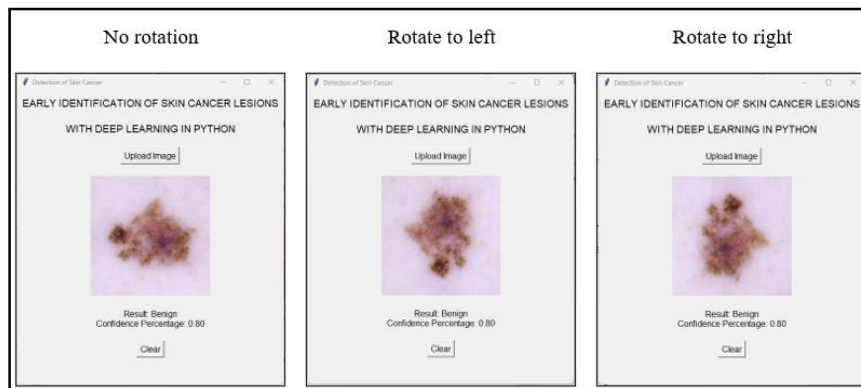 No rotation
Detection of Skin Cancer
EARLY IDENTIFICATION OF SKIN CANCER LESIONS
WITH DEEP LEARNING IN PYTHON
Upload Image
Result: Benign
Confidence Percentage: 0.80
Clear
Rotate to left
Detection of Skin Cancer
EARLY IDENTIFICATION OF SKIN CANCER LESIONS
WITH DEEP LEARNING IN PYTHON
Upload Image
Result: Benign
Confidence Percentage: 0.80
Clear
Rotate to right
Detection of Skin Cancer
EARLY IDENTIFICATION OF SKIN CANCER LESIONS
WITH DEEP LEARNING IN PYTHON
Upload Image
Result: Benign
Confidence Percentage: 0.80
Clear